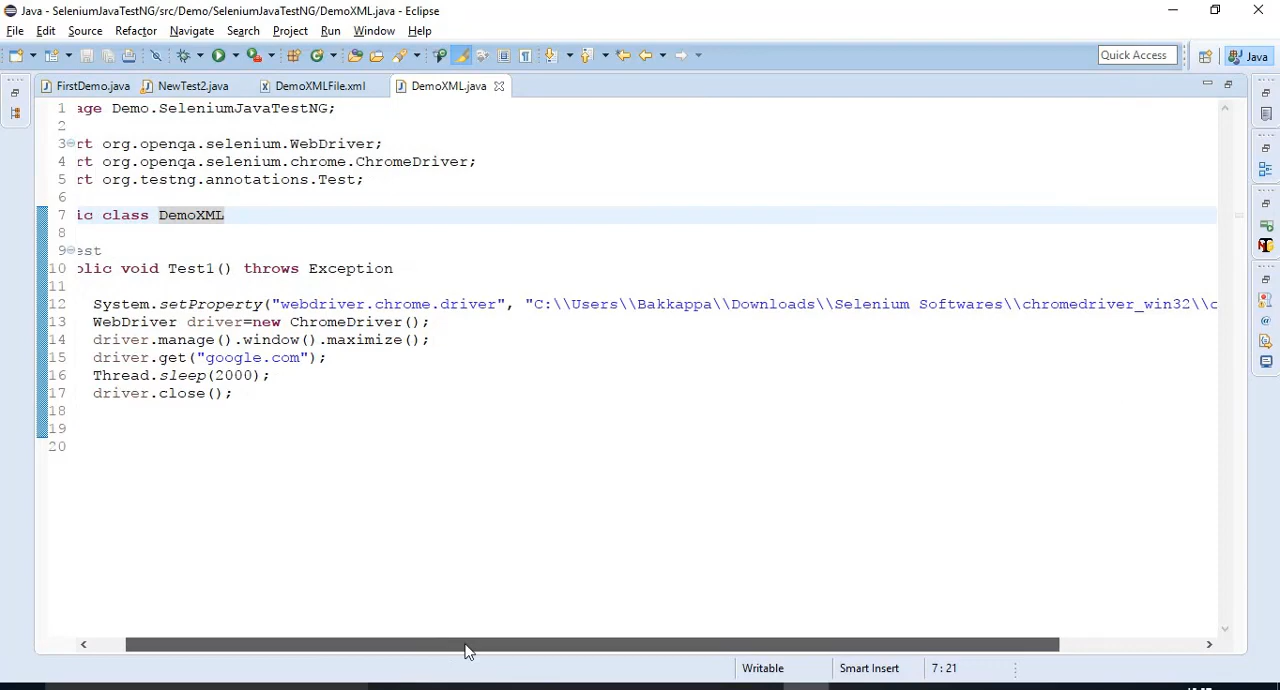 Java - SeleniumJavaTestNG/src/Demo/SeleniumJavaTestNG/DemoXML.java - Eclipse
File Edit Source Refactor Navigate Search Project Run Window Help
Quick Access Java
FirstDemo.java NewTest2.java DemoXMLFile.xml DemoXML.java
1 age Demo.SeleniumJavaTestNG;
2
3 rt org.openqa.selenium.WebDriver;
4 rt org.openqa.selenium.chrome.ChromeDriver;
5 rt org.testng.annotations.Test;
6
7 ic class DemoXML
8
9 est
10 blic void Test1() throws Exception
11
12 System.setProperty("webdriver.chrome.driver", "C:\\Users\\Bakkappa\\Downloads\\Selenium Softwares\\chromedriver_win32\\c
13 WebDriver driver=new ChromeDriver();
14 driver.manage().window().maximize();
15 driver.get("google.com");
16 Thread.sleep(2000);
17 driver.close();
18
19
20
Writable Smart Insert 7 : 21